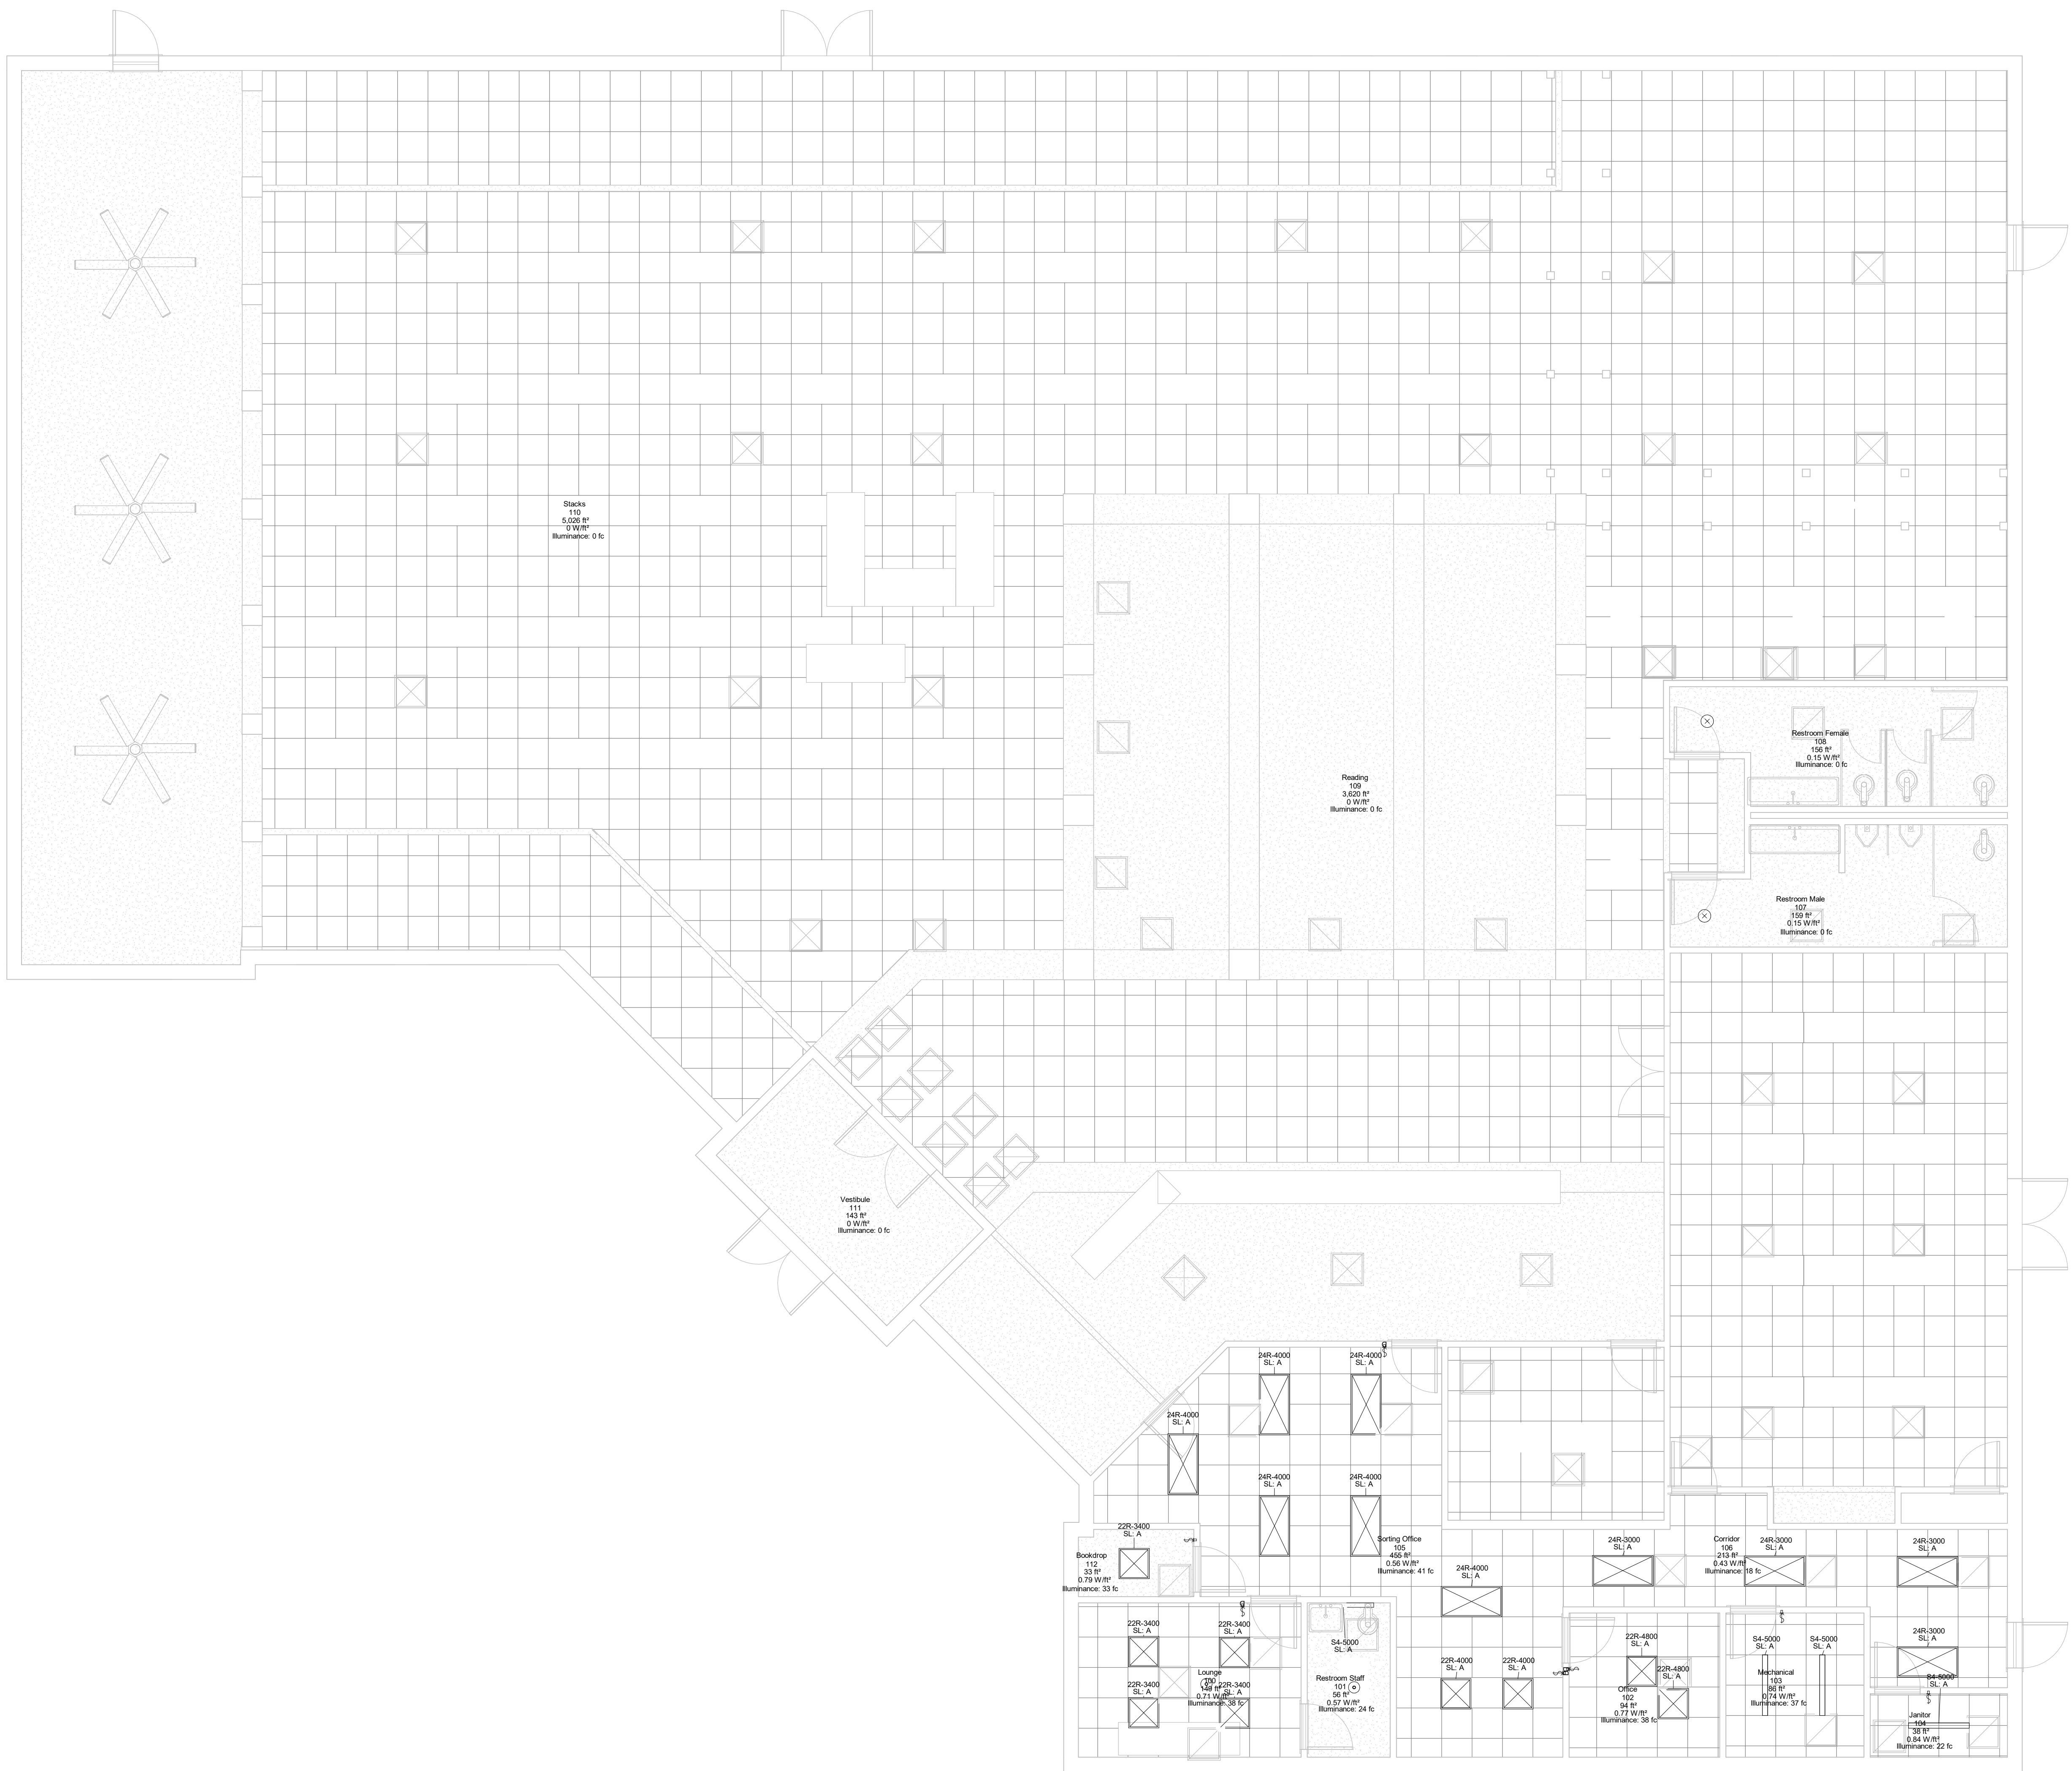 Stacks
110
5,026 ft²
0 W/ft²
Illuminance: 0 fc
Reading
109
3,620 ft²
0 W/ft²
Illuminance: 0 fc
Restroom Female
108
156 ft²
0.15 W/ft²
Illuminance: 0 fc
Restroom Male
107
159 ft²
0.15 W/ft²
Illuminance: 0 fc
Vestibule
111
143 ft²
0 W/ft²
Illuminance: 0 fc
24R-4000
SL: A
24R-4000
SL: A
24R-4000
SL: A
24R-4000
SL: A
24R-4000
SL: A
22R-3400
SL: A
Bookdrop
112
33 ft²
0.79 W/ft²
Illuminance: 33 fc
Sorting Office
105
455 ft²
0.56 W/ft²
Illuminance: 41 fc
24R-4000
SL: A
24R-3000
SL: A
Corridor
106
213 ft²
0.43 W/ft²
Illuminance: 18 fc
24R-3000
SL: A
24R-3000
SL: A
22R-3400
SL: A
22R-3400
SL: A
22R-3400
SL: A
22R-3400
SL: A
Lounge
0.71 W/ft²
Illuminance: 38 fc
S4-5000
SL: A
Restroom Staff
101
56 ft²
0.57 W/ft²
Illuminance: 24 fc
22R-4000
SL: A
22R-4000
SL: A
22R-4800
SL: A
22R-4800
SL: A
Office
102
94 ft²
0.77 W/ft²
Illuminance: 38 fc
S4-5000
SL: A
S4-5000
SL: A
Mechanical
103
86 ft²
0.74 W/ft²
Illuminance: 37 fc
24R-3000
SL: A
S4-5000
SL: A
Janitor
104
38 ft²
0.84 W/ft²
Illuminance: 22 fc